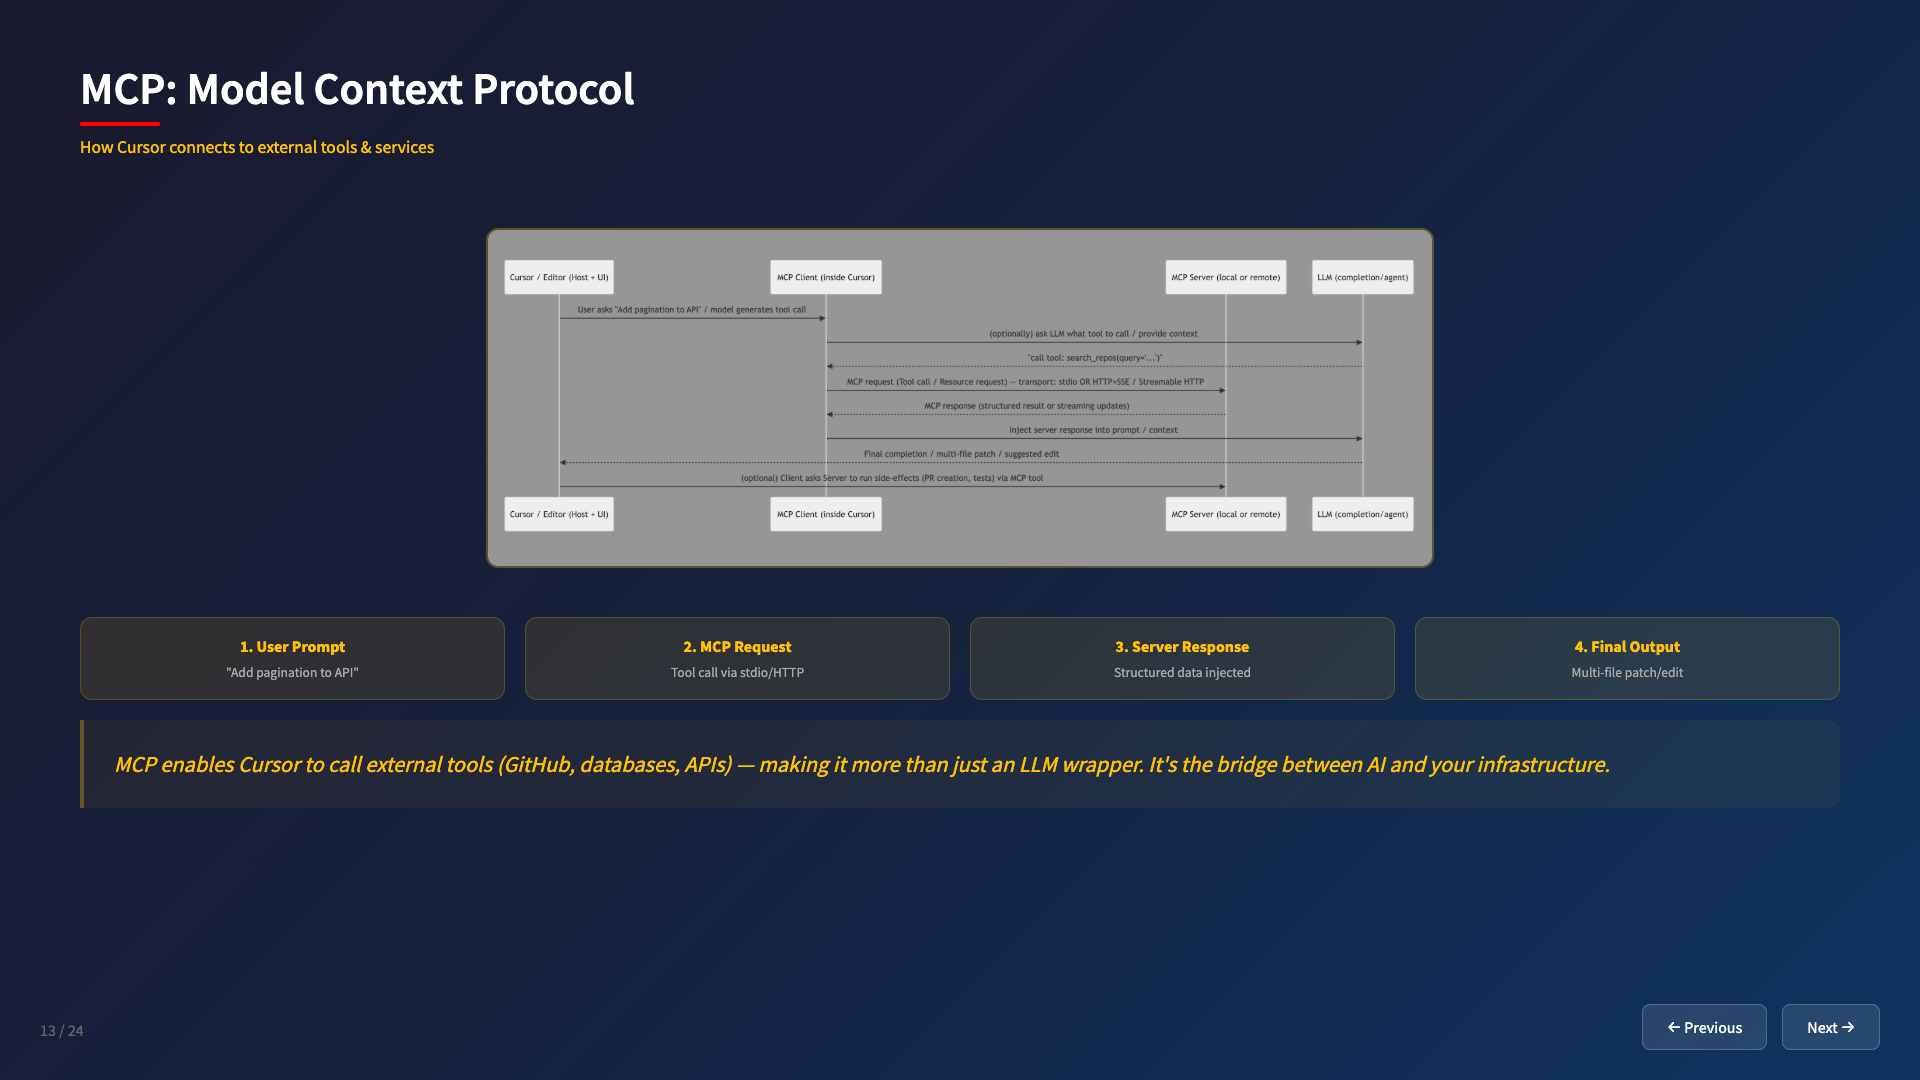 MCP: Model Context Protocol
How Cursor connects to external tools & services
Cursor / Editor (Host + UI)
MCP Client (inside Cursor)
MCP Server (local or remote)
LLM (completion/agent)
User asks "Add pagination to API" / model generates tool call
(optionally) ask LLM what tool to call / provide context
"call tool: search_repos(query='...')"
MCP request (Tool call / Resource request) -- transport: stdio OR HTTP+SSE / Streamable HTTP
MCP response (structured result or streaming updates)
Inject server response into prompt / context
Final completion / multi-file patch / suggested edit
(optional) Client asks Server to run side-effects (PR creation, tests) via MCP tool
Cursor / Editor (Host + UI)
MCP Client (inside Cursor)
MCP Server (local or remote)
LLM (completion/agent)
1. User Prompt
"Add pagination to API"
2. MCP Request
Tool call via stdio/HTTP
3. Server Response
Structured data injected
4. Final Output
Multi-file patch/edit
MCP enables Cursor to call external tools (GitHub, databases, APIs) — making it more than just an LLM wrapper. It's the bridge between AI and your infrastructure.
13 / 24
← Previous
Next →